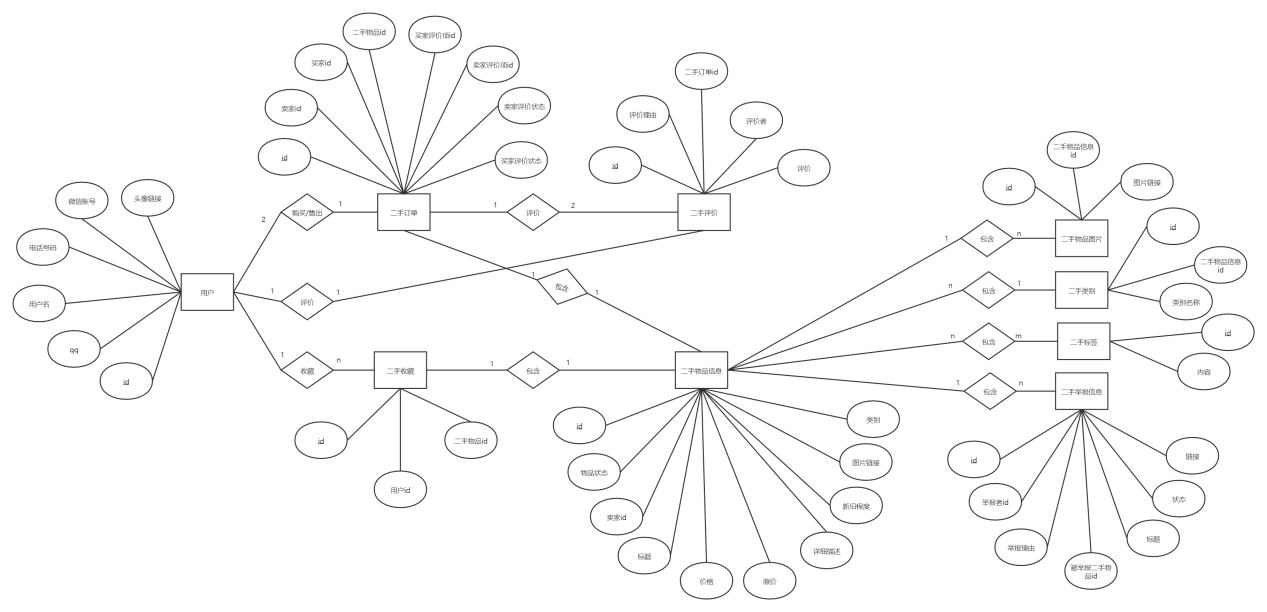 二手物品id
买家评价项id
买家id
卖家评价项id
卖家id
卖家评价状态
id
买家评价状态
二手订单id
评价理由
评价者
id
评价
二手物品信息
id
图片链接
id
微信账号
头像链接
电话号码
用户名
qq
id
用户
2
购买/售出
1
二手订单
1
评价
2
二手评价
1
评价
1
1
包含
1
1
收藏
n
二手收藏
1
包含
1
二手物品信息
id
用户id
二手物品id
1
包含
n
二手物品图片
n
包含
1
二手类别
id
二手物品信息
id
类别名称
n
包含
m
二手标签
id
内容
1
包含
n
二手举报信息
id
物品状态
卖家id
标题
价格
原价
详细描述
新旧程度
图片链接
类别
id
举报者id
举报理由
被举报二手物
品id
标题
状态
链接